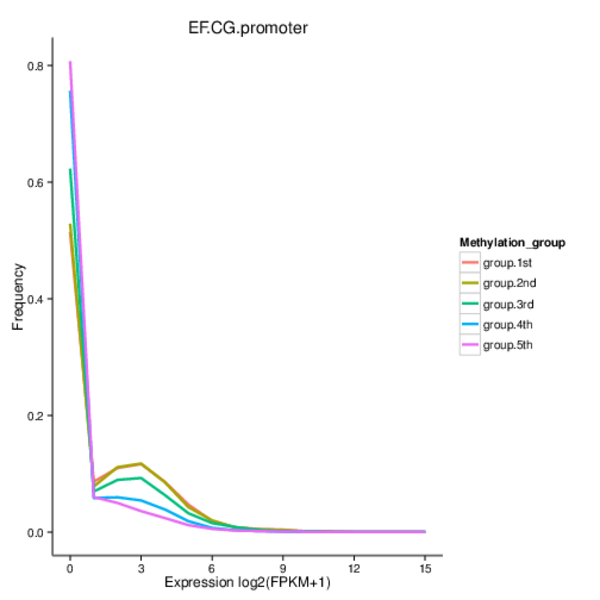 EF.CG.promoter
Frequency
0.8
0.6
0.4
0.2
0.0
0 3 6 9 12 15
Expression log2(FPKM+1)
Methylation_group
group.1st
group.2nd
group.3rd
group.4th
group.5th